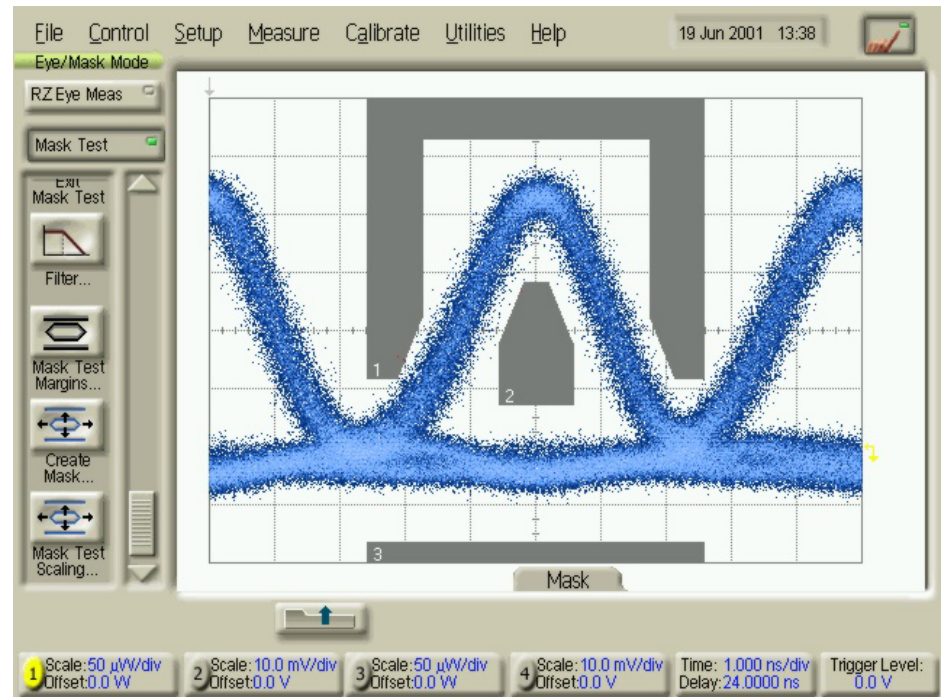 File Control Setup Measure Calibrate Utilities Help 19 Jun 2001 13:38
Eye/Mask Mode
RZ Eye Meas
Mask Test
Exit
Mask Test
Filter...
Mask Test
Margins...
Create
Mask...
Mask Test
Scaling...
1
2
3
Mask
1 Scale:50 µW/div
Offset:0.0 W
2 Scale:10.0 mV/div
Offset:0.0 V
3 Scale:50 µW/div
Offset:0.0 W
4 Scale:10.0 mV/div
Offset:0.0 V
Time:1.000 ns/div
Delay:24.0000 ns
Trigger Level:
0.0 V